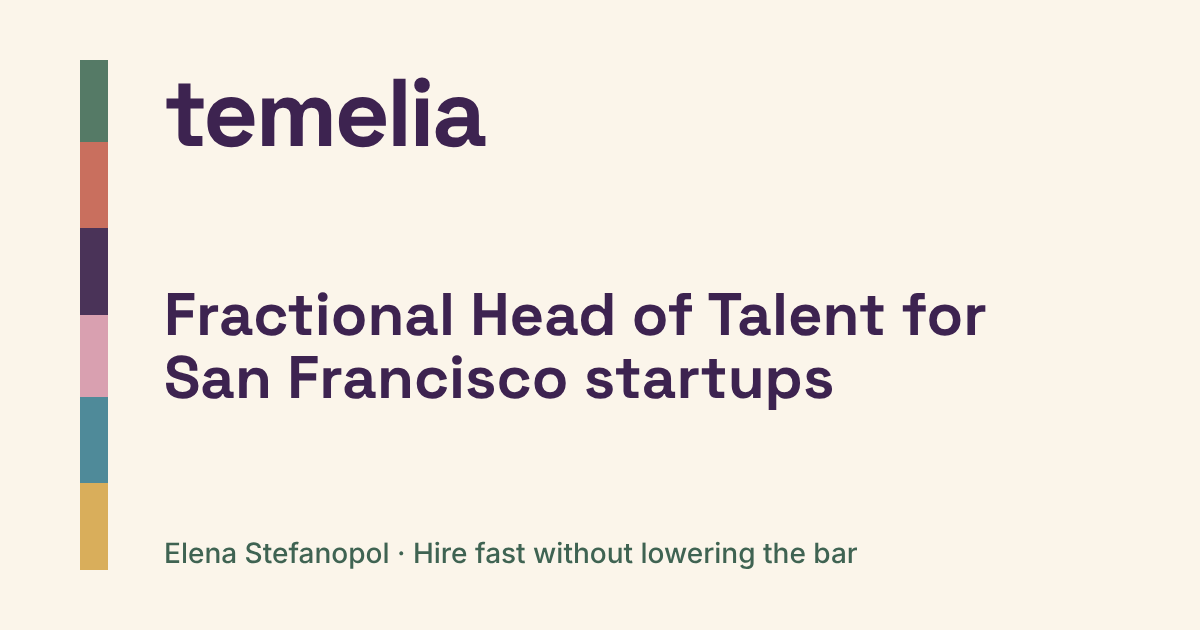 temelia
Fractional Head of Talent for
San Francisco startups
Elena Stefanopol · Hire fast without lowering the bar